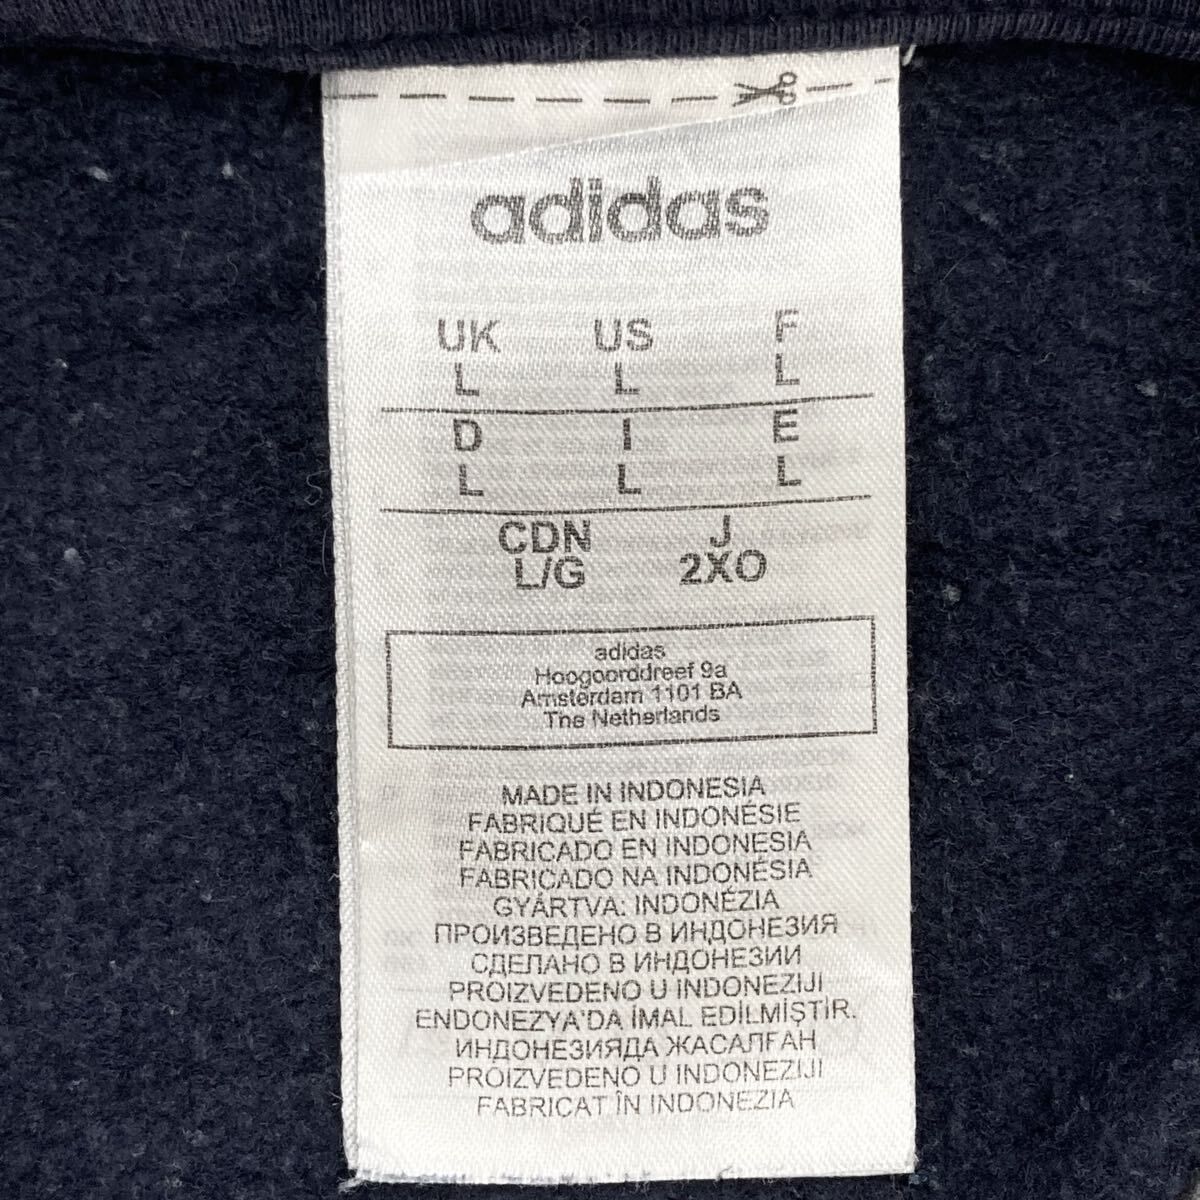 adidas
UK US F
L L L
D I E
L L L
CDN J
L/G 2XO
adidas
Hoogoorddreef 9a
Amsterdam 1101 BA
The Netherlands
MADE IN INDONESIA
FABRIQUÉ EN INDONÉSIE
FABRICADO EN INDONESIA
FABRICADO NA INDONÉSIA
GYÁRTVA: INDONÉZIA
ПРОИЗВЕДЕНО В ИНДОНЕЗИЯ
СДЕЛАНО В ИНДОНЕЗИИ
PROIZVEDENO U INDONEZIJI
ENDONEZYA'DA İMAL EDİLMİŞTİR.
ИНДОНЕЗИЯДА ЖАСАЛҒАН
PROIZVEDENO U INDONEZIJI
FABRICAT ÎN INDONEZIA